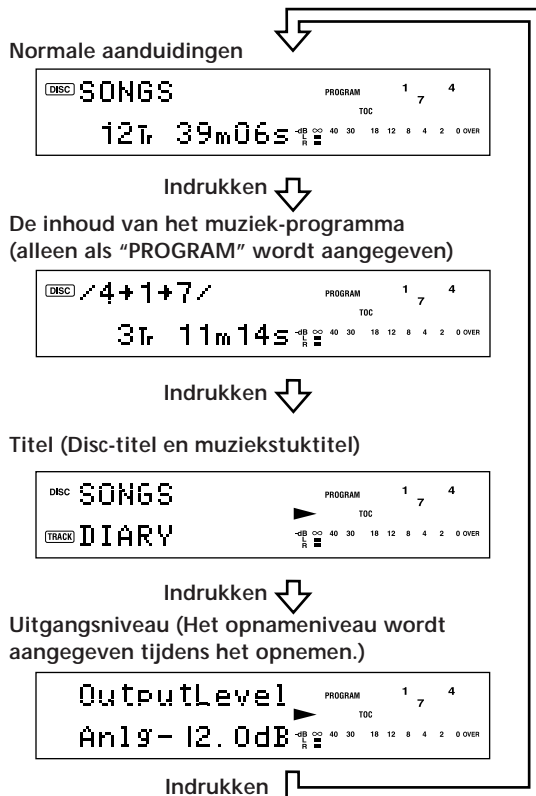 Normale aanduidingen
DISC SONGS PROGRAM 1 7 4
TOC
12Tr 39m06s -dB L R ∞ 40 30 18 12 8 4 2 0 OVER
Indrukken
De inhoud van het muziek-programma
(alleen als “PROGRAM” wordt aangegeven)
DISC /4→1→7/ PROGRAM 1 7 4
TOC
3Tr 11m14s -dB L R ∞ 40 30 18 12 8 4 2 0 OVER
Indrukken
Titel (Disc-titel en muziekstuktitel)
DISC SONGS PROGRAM 1 7 4
TOC
TRACK DIARY -dB L R ∞ 40 30 18 12 8 4 2 0 OVER
Indrukken
Uitgangsniveau (Het opnameniveau wordt
aangegeven tijdens het opnemen.)
OutputLevel PROGRAM 1 7 4
TOC
Anlg-12.0dB -dB L R ∞ 40 30 18 12 8 4 2 0 OVER
Indrukken